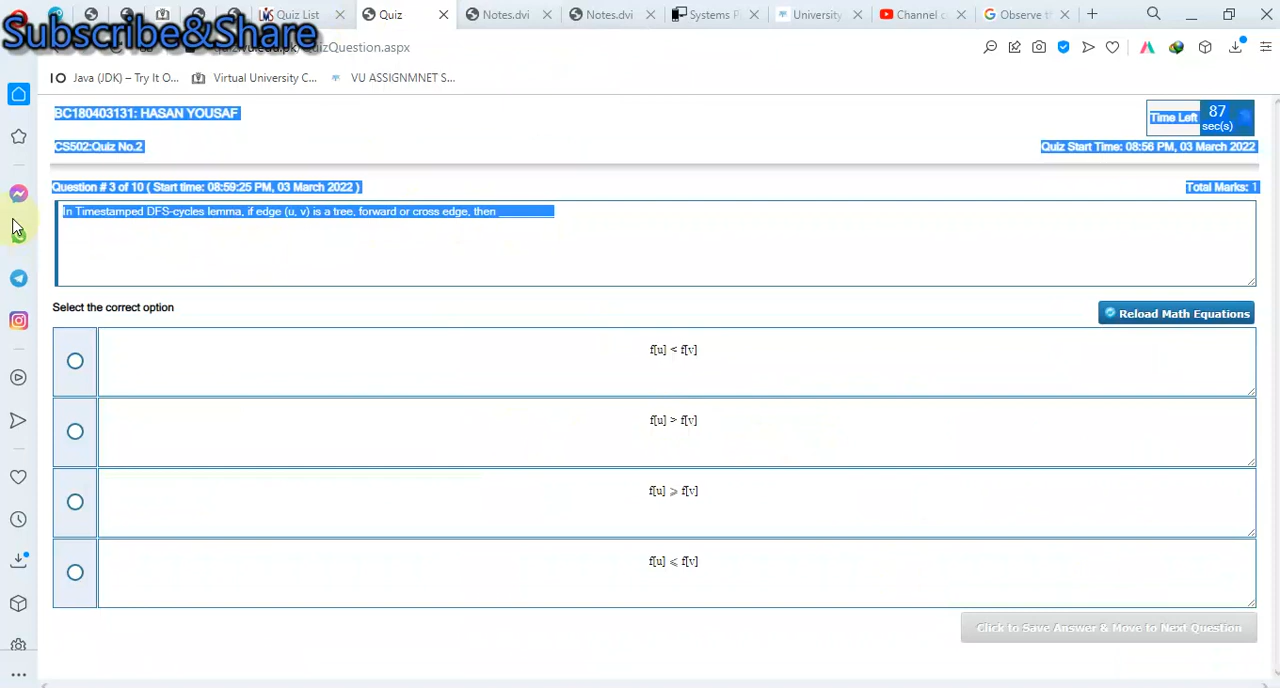 Quiz List
Quiz
Notes.dvi
Notes.dvi
Systems P
University
Channel c
Observe t
Subscribe&Share
QuizQuestion.aspx
Java (JDK) – Try It O...
Virtual University C...
VU ASSIGNMNET S...
BC180403131: HASAN YOUSAF
Time Left 87
sec(s)
CS502:Quiz No.2
Quiz Start Time: 08:56 PM, 03 March 2022
Question # 3 of 10 ( Start time: 08:59:25 PM, 03 March 2022 )
Total Marks: 1
In Timestamped DFS-cycles lemma, if edge (u, v) is a tree, forward or cross edge, then __________
Select the correct option
Reload Math Equations
f[u] < f[v]
f[u] > f[v]
f[u] ⩾ f[v]
f[u] ⩽ f[v]
Click to Save Answer & Move to Next Question